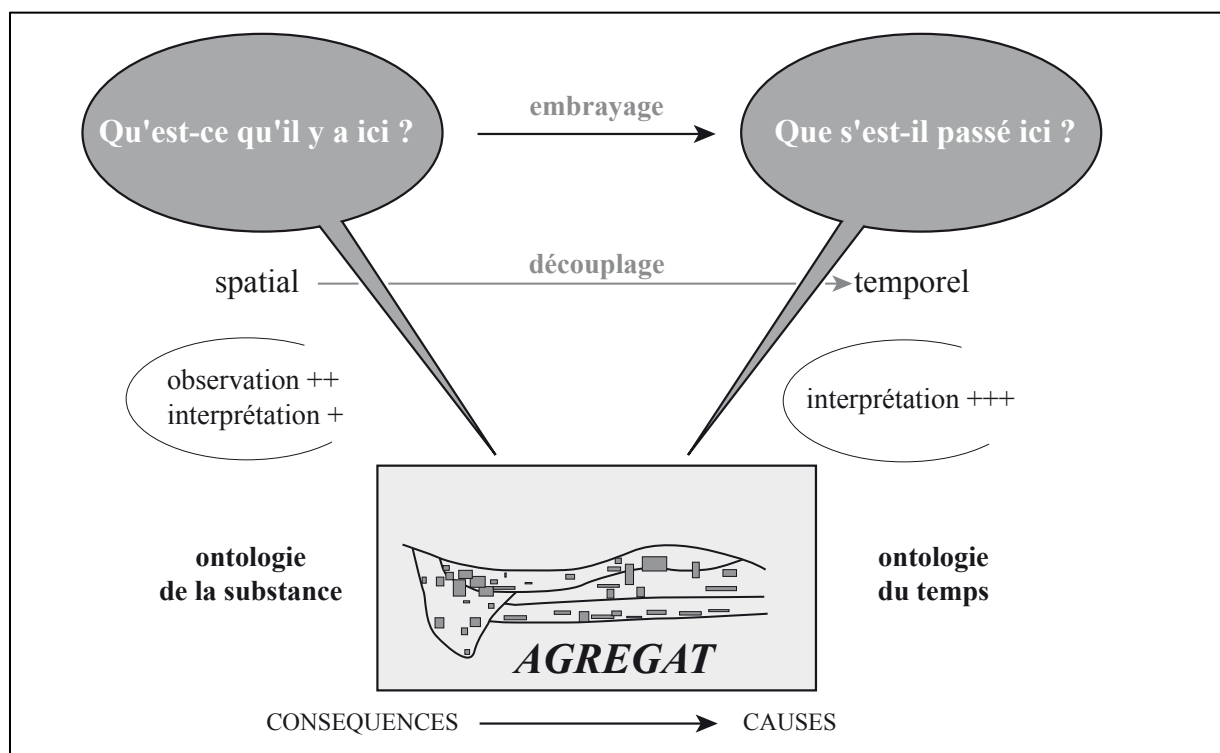 Qu'est-ce qu'il y a ici ?
embrayage
Que s'est-il passé ici ?
spatial
découplage
temporel
observation ++
interprétation +
interprétation +++
ontologie
de la substance
ontologie
du temps
AGREGAT
CONSEQUENCES
CAUSES